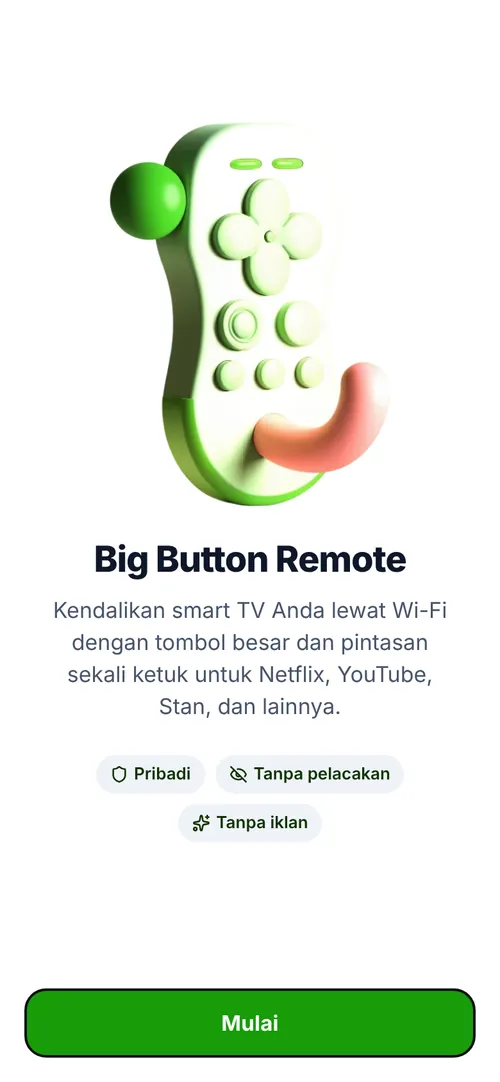 Big Button Remote
Kendalikan smart TV Anda lewat Wi-Fi
dengan tombol besar dan pintasan
sekali ketuk untuk Netflix, YouTube,
Stan, dan lainnya.
Pribadi
Tanpa pelacakan
Tanpa iklan
Mulai